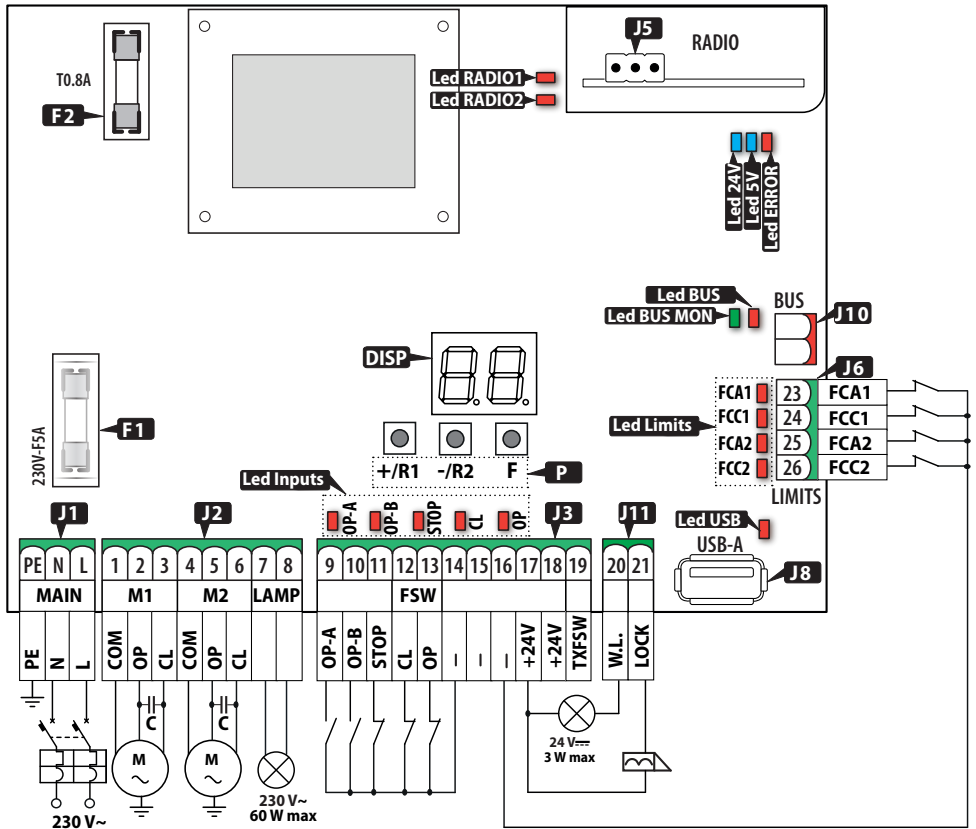 J5
RADIO
T0.8A
F2
Led RADIO1
Led RADIO2
Led 24V
Led 5V
Led ERROR
Led BUS
Led BUS MON
BUS
J10
DISP
J6
F1
230V-F5A
FCA1 23 FCA1
FCC1 24 FCC1
FCA2 25 FCA2
FCC2 26 FCC2
Led Limits
LIMITS
+/R1 -/R2 F
P
Led Inputs
OP-A OP-B STOP CL OP
J1 J2 J3 J11
Led USB
USB-A
J8
PE N L 1 2 3 4 5 6 7 8 9 10 11 12 13 14 15 16 17 18 19 20 21
MAIN M1 M2 LAMP FSW
PE N L COM OP CL COM OP CL OP-A OP-B STOP CL OP – – – +24V +24V TXFSW W.L. LOCK
C C
M ~ M ~
24 V⎓
3 W max
230 V~
60 W max
230 V~